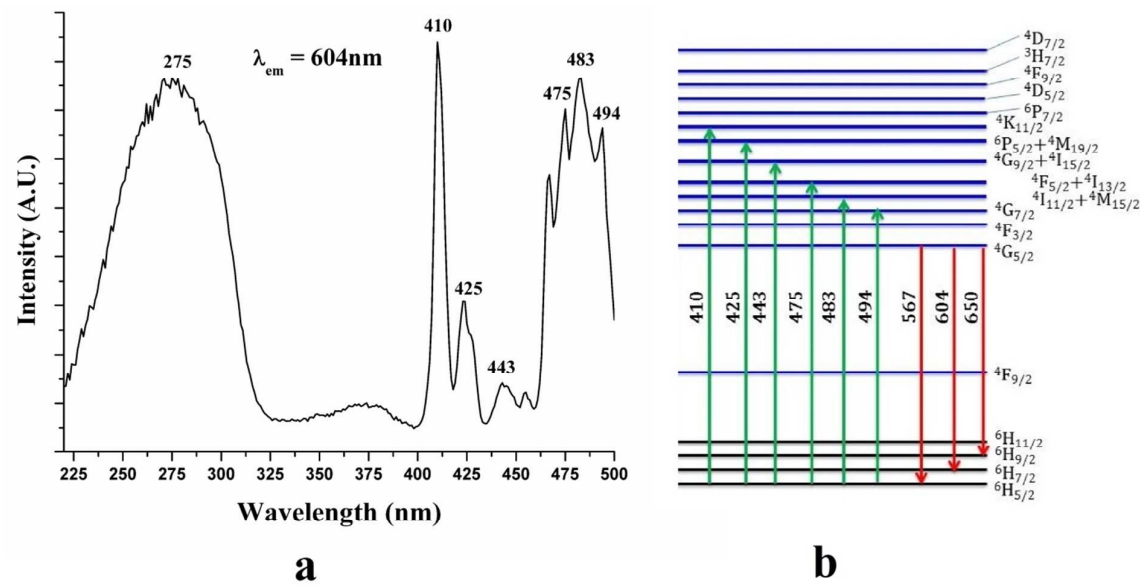 275
λem = 604nm
410
425
443
475
483
494
Intensity (A.U.)
225 250 275 300 325 350 375 400 425 450 475 500
Wavelength (nm)
a
⁴D₇/₂
³H₇/₂
⁴F₉/₂
⁴D₅/₂
⁶P₇/₂
⁴K₁₁/₂
⁶P₅/₂+⁴M₁₉/₂
⁴G₉/₂+⁴I₁₅/₂
⁴F₅/₂+⁴I₁₃/₂
⁴I₁₁/₂+⁴M₁₅/₂
⁴G₇/₂
⁴F₃/₂
⁴G₅/₂
410 425 443 475 483 494 567 604 650
⁴F₉/₂
⁶H₁₁/₂
⁶H₉/₂
⁶H₇/₂
⁶H₅/₂
b